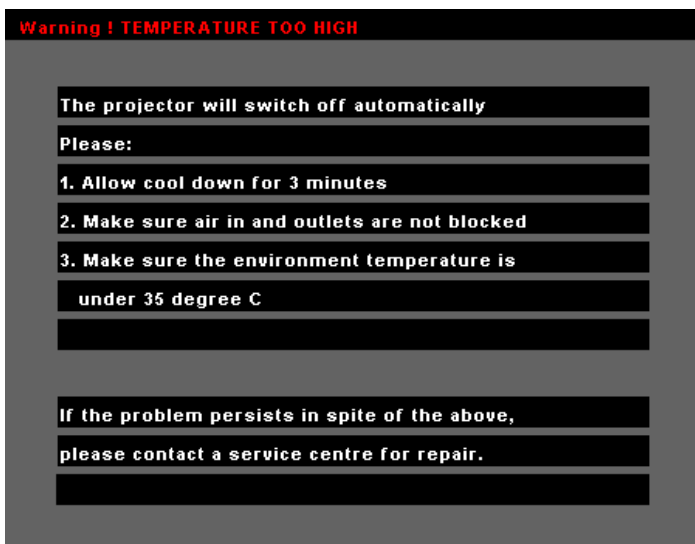 Warning ! TEMPERATURE TOO HIGH
The projector will switch off automatically
Please:
1. Allow cool down for 3 minutes
2. Make sure air in and outlets are not blocked
3. Make sure the environment temperature is
under 35 degree C
If the problem persists in spite of the above,
please contact a service centre for repair.